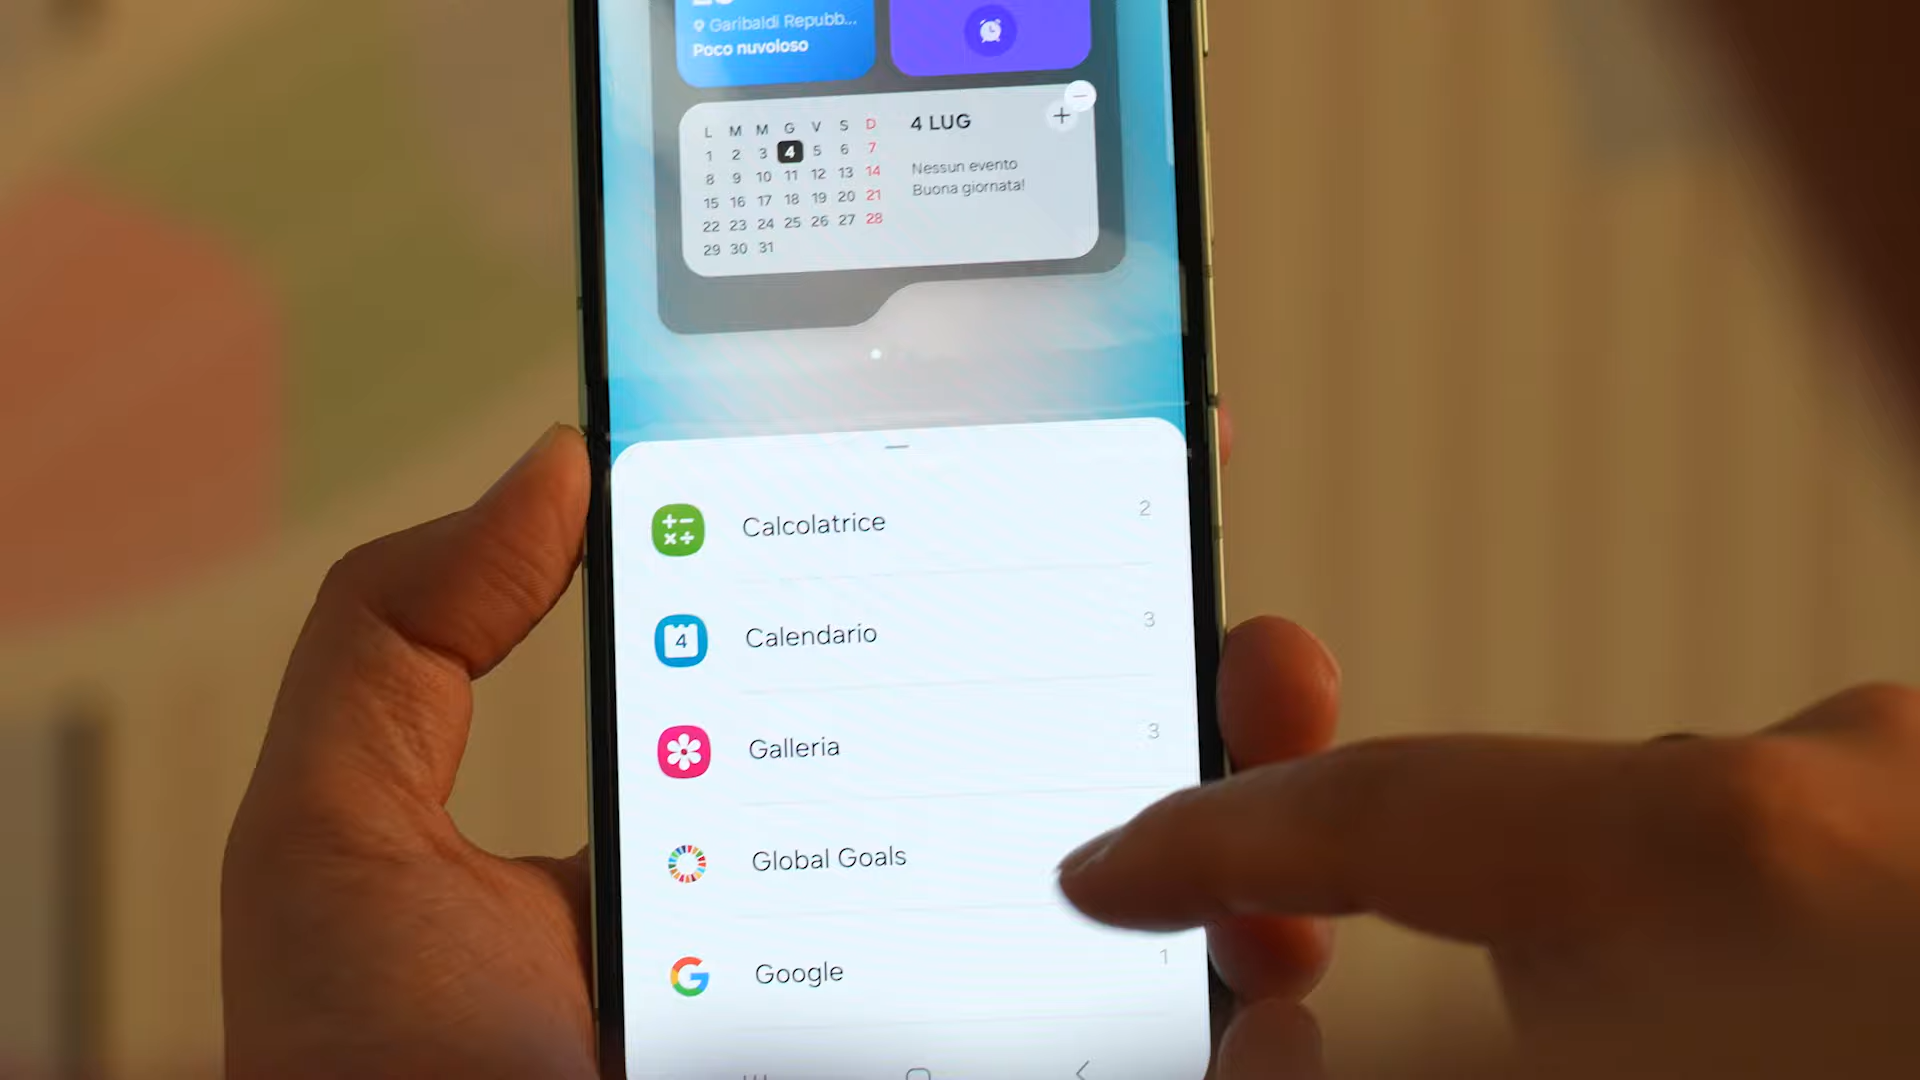 Garibaldi Repubb...
Poco nuvoloso
L M M G V S D
1 2 3 4 5 6 7
8 9 10 11 12 13 14
15 16 17 18 19 20 21
22 23 24 25 26 27 28
29 30 31
4 LUG
Nessun evento
Buona giornata!
Calcolatrice 2
4
Calendario 3
Galleria 3
Global Goals
Google 1